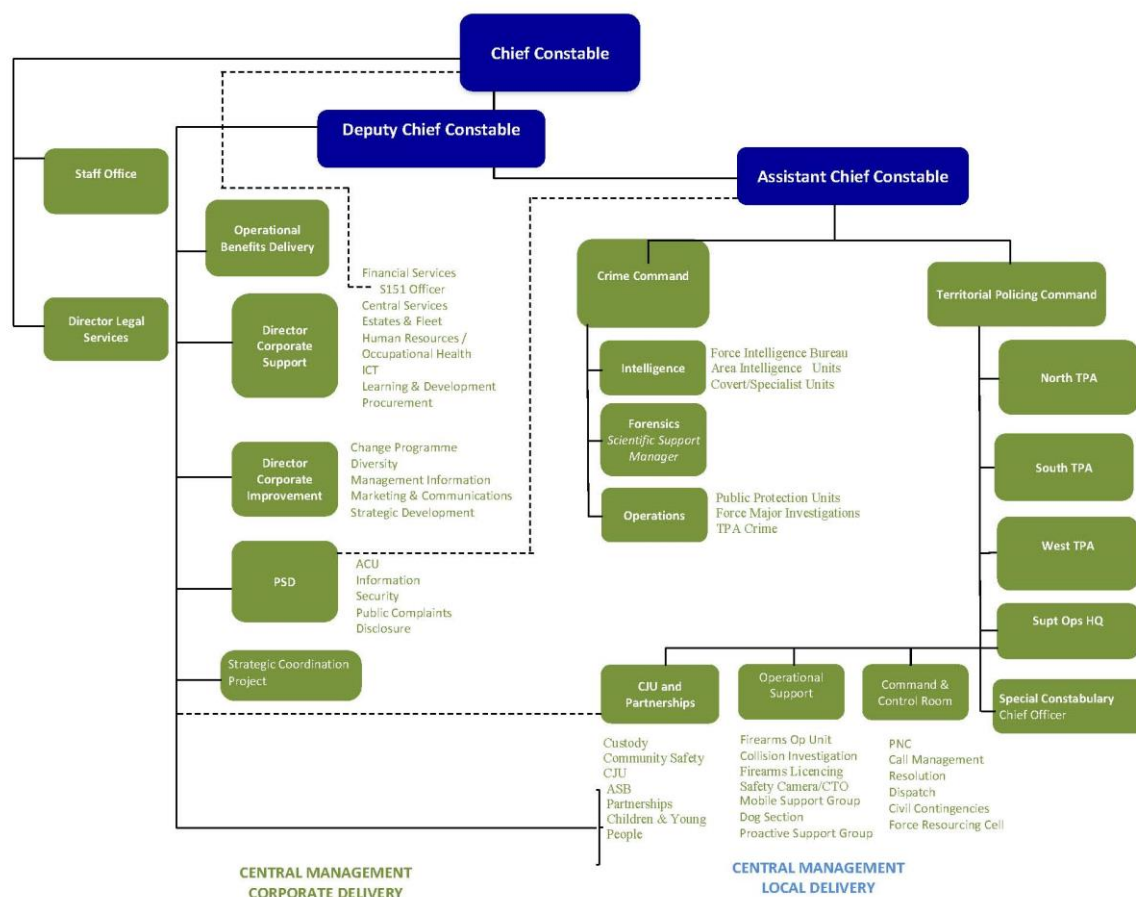 Chief Constable
Deputy Chief Constable
Assistant Chief Constable
Staff Office
Director Legal
Services
Operational
Benefits Delivery
Director
Corporate
Support
Financial Services
S151 Officer
Central Services
Estates & Fleet
Human Resources /
Occupational Health
ICT
Learning & Development
Procurement
Director
Corporate
Improvement
Change Programme
Diversity
Management Information
Marketing & Communications
Strategic Development
PSD
ACU
Information
Security
Public Complaints
Disclosure
Strategic Coordination
Project
Crime Command
Intelligence
Force Intelligence Bureau
Area Intelligence Units
Covert/Specialist Units
Forensics
Scientific Support
Manager
Operations
Public Protection Units
Force Major Investigations
TPA Crime
Territorial Policing Command
North TPA
South TPA
West TPA
Supt Ops HQ
Special Constabulary
Chief Officer
CJU and
Partnerships
Custody
Community Safety
CJU
ASB
Partnerships
Children & Young
People
Operational
Support
Firearms Op Unit
Collision Investigation
Firearms Licencing
Safety Camera/CTO
Mobile Support Group
Dog Section
Proactive Support Group
Command &
Control Room
PNC
Call Management
Resolution
Dispatch
Civil Contingencies
Force Resourcing Cell
CENTRAL MANAGEMENT
CORPORATE DELIVERY
CENTRAL MANAGEMENT
LOCAL DELIVERY